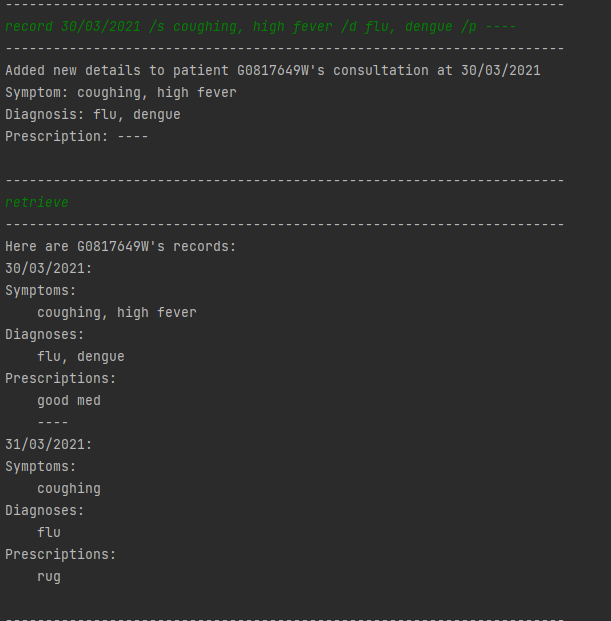 ----------------------------------------------------------------------
record 30/03/2021 /s coughing, high fever /d flu, dengue /p ----
----------------------------------------------------------------------
Added new details to patient G0817649W's consultation at 30/03/2021
Symptom: coughing, high fever
Diagnosis: flu, dengue
Prescription: ----
----------------------------------------------------------------------
retrieve
----------------------------------------------------------------------
Here are G0817649W's records:
30/03/2021:
Symptoms:
    coughing, high fever
Diagnoses:
    flu, dengue
Prescriptions:
    good med
    ----
31/03/2021:
Symptoms:
    coughing
Diagnoses:
    flu
Prescriptions:
    rug
----------------------------------------------------------------------